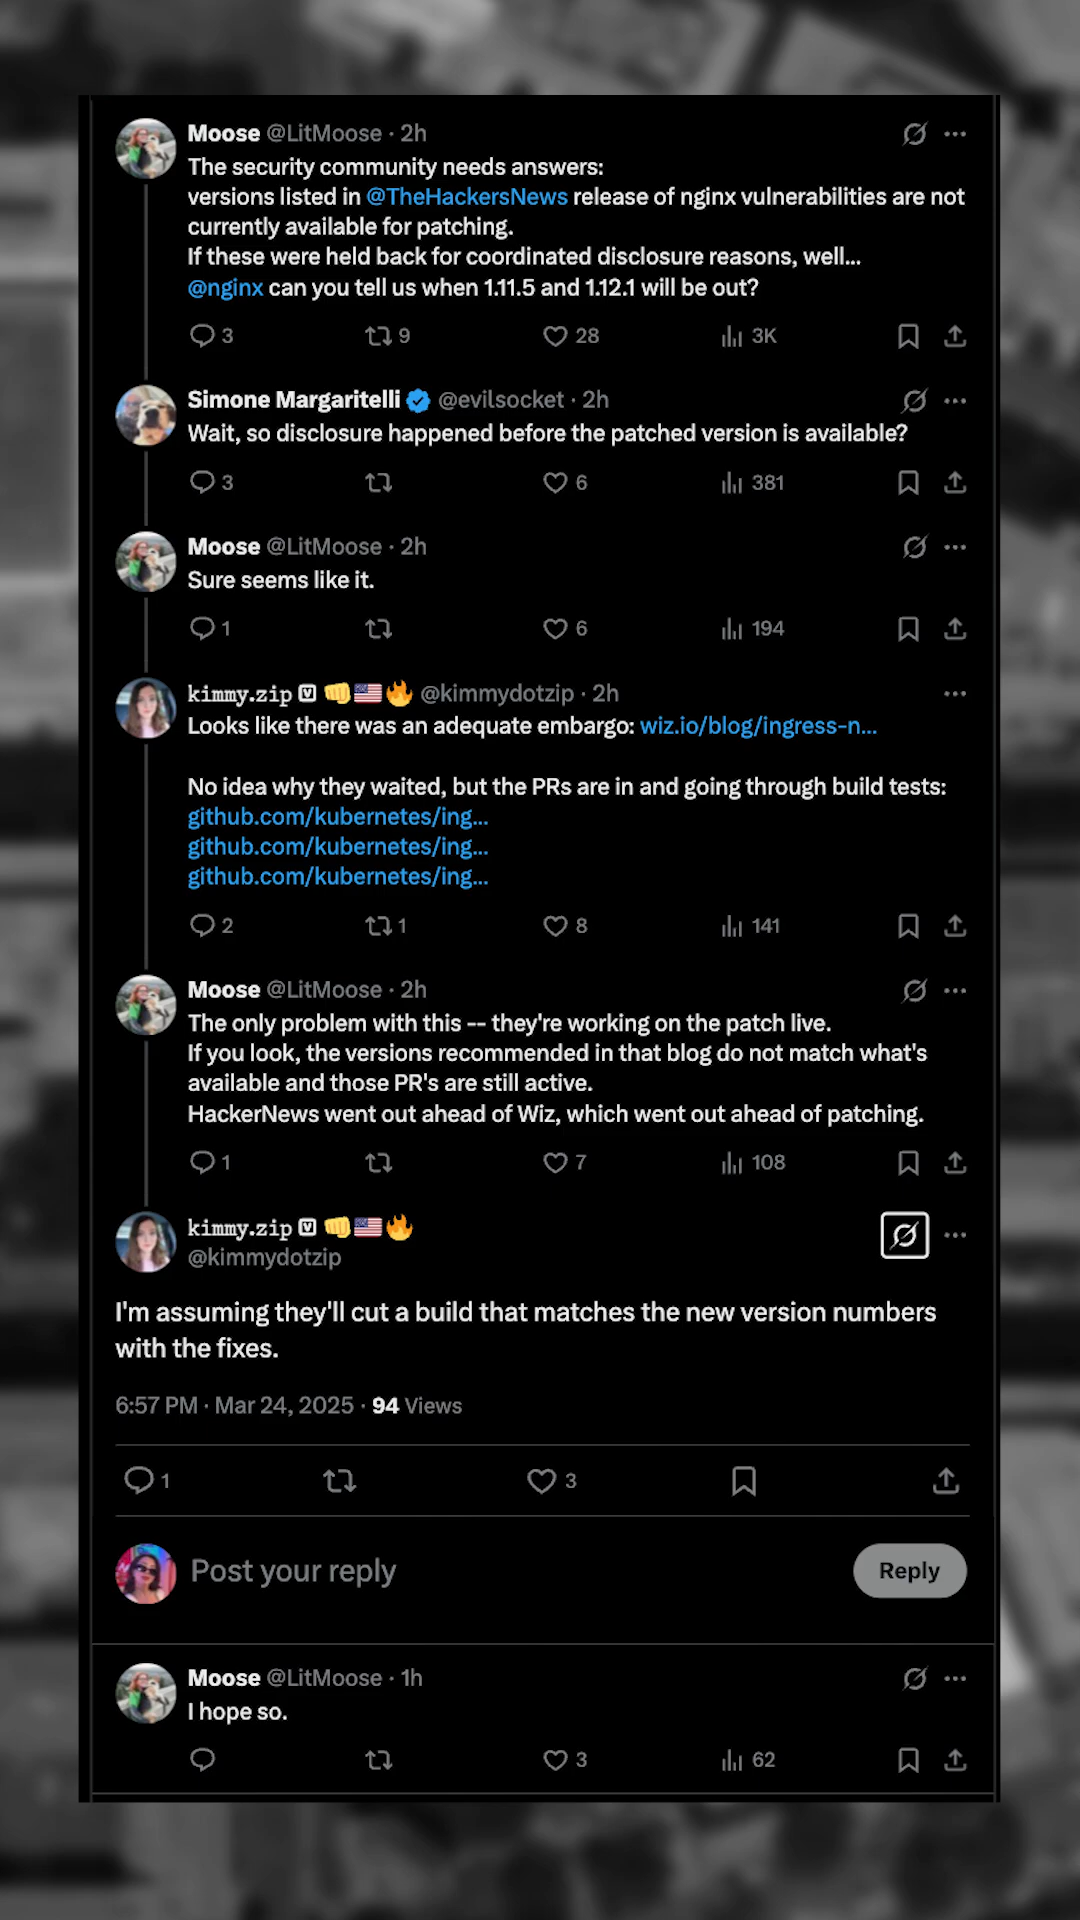 Moose @LitMoose · 2h
The security community needs answers:
versions listed in @TheHackersNews release of nginx vulnerabilities are not
currently available for patching.
If these were held back for coordinated disclosure reasons, well...
@nginx can you tell us when 1.11.5 and 1.12.1 will be out?
3 9 28 3K
Simone Margaritelli @evilsocket · 2h
Wait, so disclosure happened before the patched version is available?
3 6 381
Moose @LitMoose · 2h
Sure seems like it.
1 6 194
kimmy.zip V 👊🇺🇸🔥 @kimmydotzip · 2h
Looks like there was an adequate embargo: wiz.io/blog/ingress-n...
No idea why they waited, but the PRs are in and going through build tests:
github.com/kubernetes/ing...
github.com/kubernetes/ing...
github.com/kubernetes/ing...
2 1 8 141
Moose @LitMoose · 2h
The only problem with this -- they're working on the patch live.
If you look, the versions recommended in that blog do not match what's
available and those PR's are still active.
HackerNews went out ahead of Wiz, which went out ahead of patching.
1 7 108
kimmy.zip V 👊🇺🇸🔥
@kimmydotzip
I'm assuming they'll cut a build that matches the new version numbers
with the fixes.
6:57 PM · Mar 24, 2025 · 94 Views
1 3
Post your reply
Reply
Moose @LitMoose · 1h
I hope so.
3 62